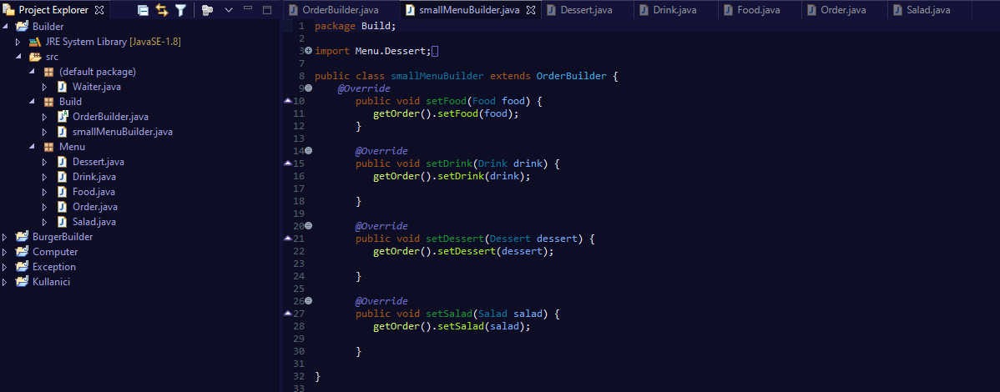 Project Explorer
Builder
JRE System Library [JavaSE-1.8]
src
(default package)
Waiter.java
Build
OrderBuilder.java
smallMenuBuilder.java
Menu
Dessert.java
Drink.java
Food.java
Order.java
Salad.java
BurgerBuilder
Computer
Exception
Kullanici
OrderBuilder.java smallMenuBuilder.java Dessert.java Drink.java Food.java Order.java Salad.java
1 package Build;
2
3 import Menu.Dessert;
7
8 public class smallMenuBuilder extends OrderBuilder {
9 @Override
10 public void setFood(Food food) {
11 getOrder().setFood(food);
12 }
13
14 @Override
15 public void setDrink(Drink drink) {
16 getOrder().setDrink(drink);
17
18 }
19
20 @Override
21 public void setDessert(Dessert dessert) {
22 getOrder().setDessert(dessert);
23
24 }
25
26 @Override
27 public void setSalad(Salad salad) {
28 getOrder().setSalad(salad);
29
30 }
31
32 }
33